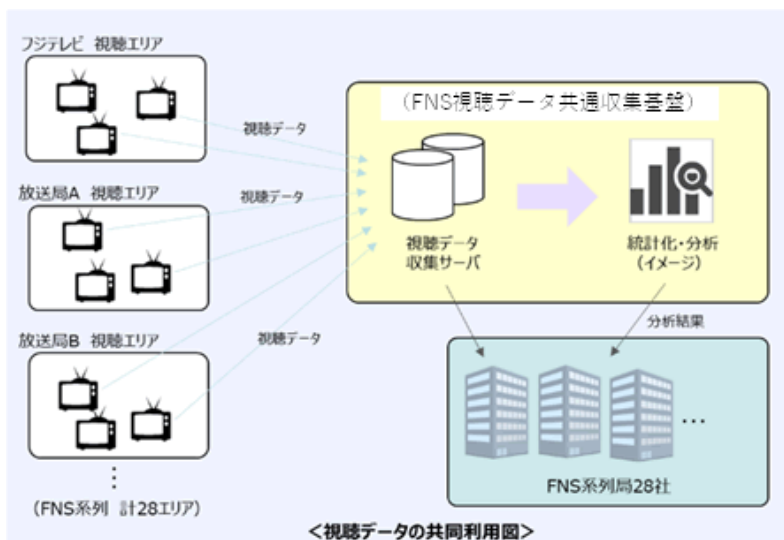 フジテレビ 視聴エリア
視聴データ
放送局A 視聴エリア
視聴データ
放送局B 視聴エリア
視聴データ
⋮
(FNS系列 計28エリア)
(FNS視聴データ共通収集基盤)
視聴データ
収集サーバ
統計化・分析
(イメージ)
分析結果
…
FNS系列局28社
<視聴データの共同利用図>